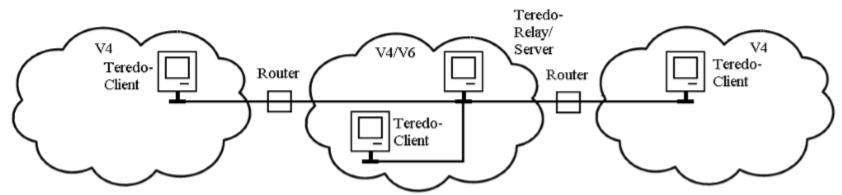 V4
Teredo-
Client
Router
V4/V6
Teredo-
Relay/
Server
Teredo-
Client
Router
V4
Teredo-
Client